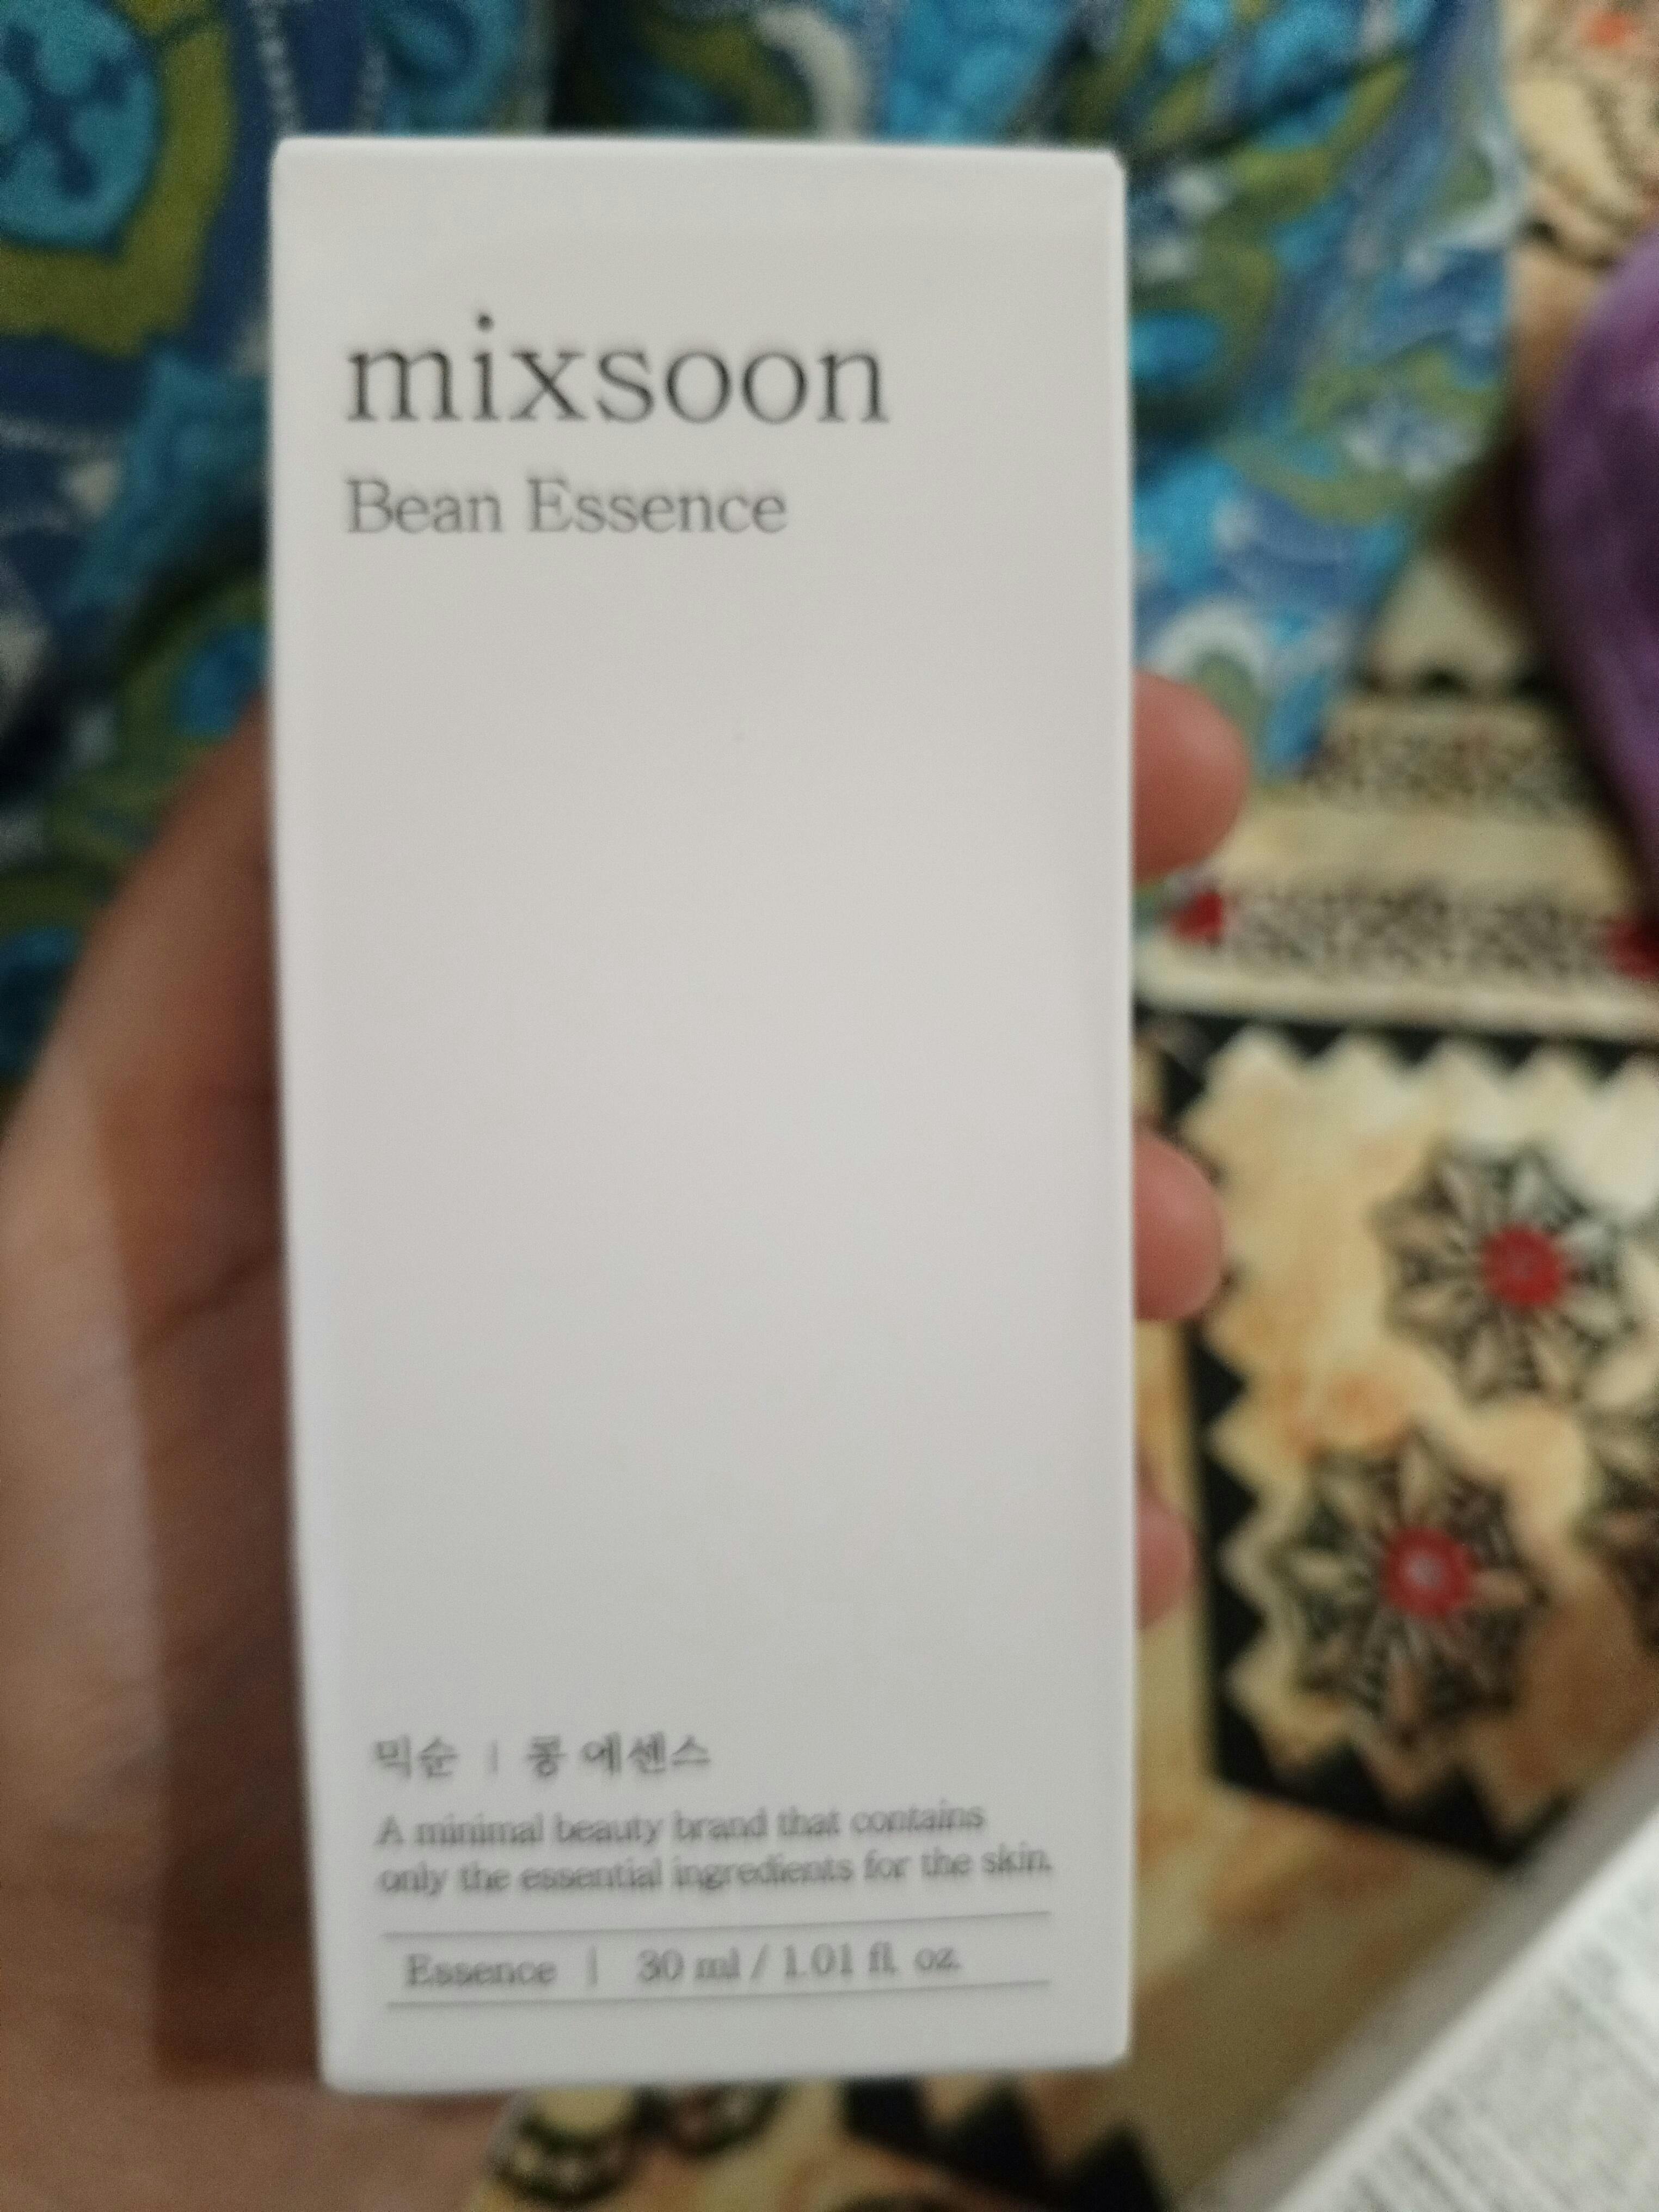 mixsoon
Bean Essence
믹순 | 콩 에센스
A minimal beauty brand that contains
only the essential ingredients for the skin.
Essence | 30 ml / 1.01 fl. oz.